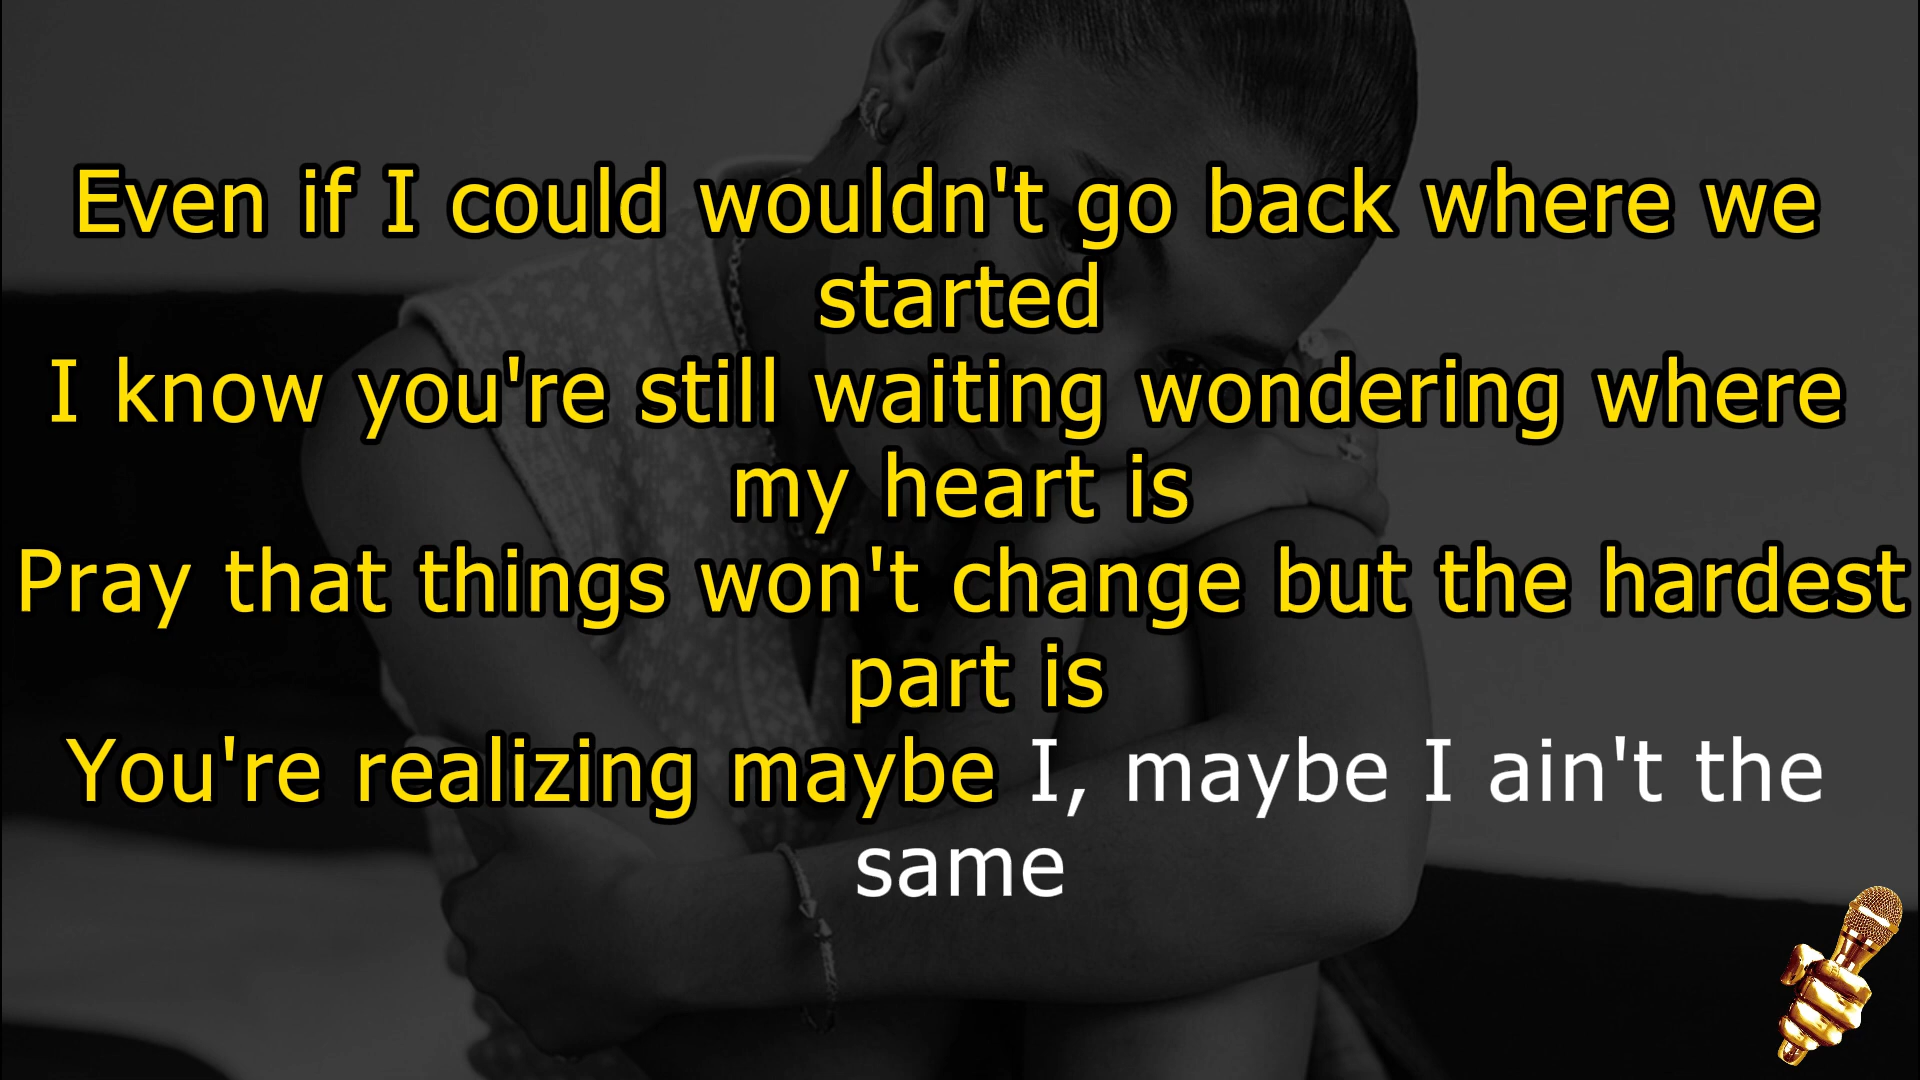 Even if I could wouldn't go back where we
started
I know you're still waiting wondering where
my heart is
Pray that things won't change but the hardest
part is
You're realizing maybe I, maybe I ain't the
same